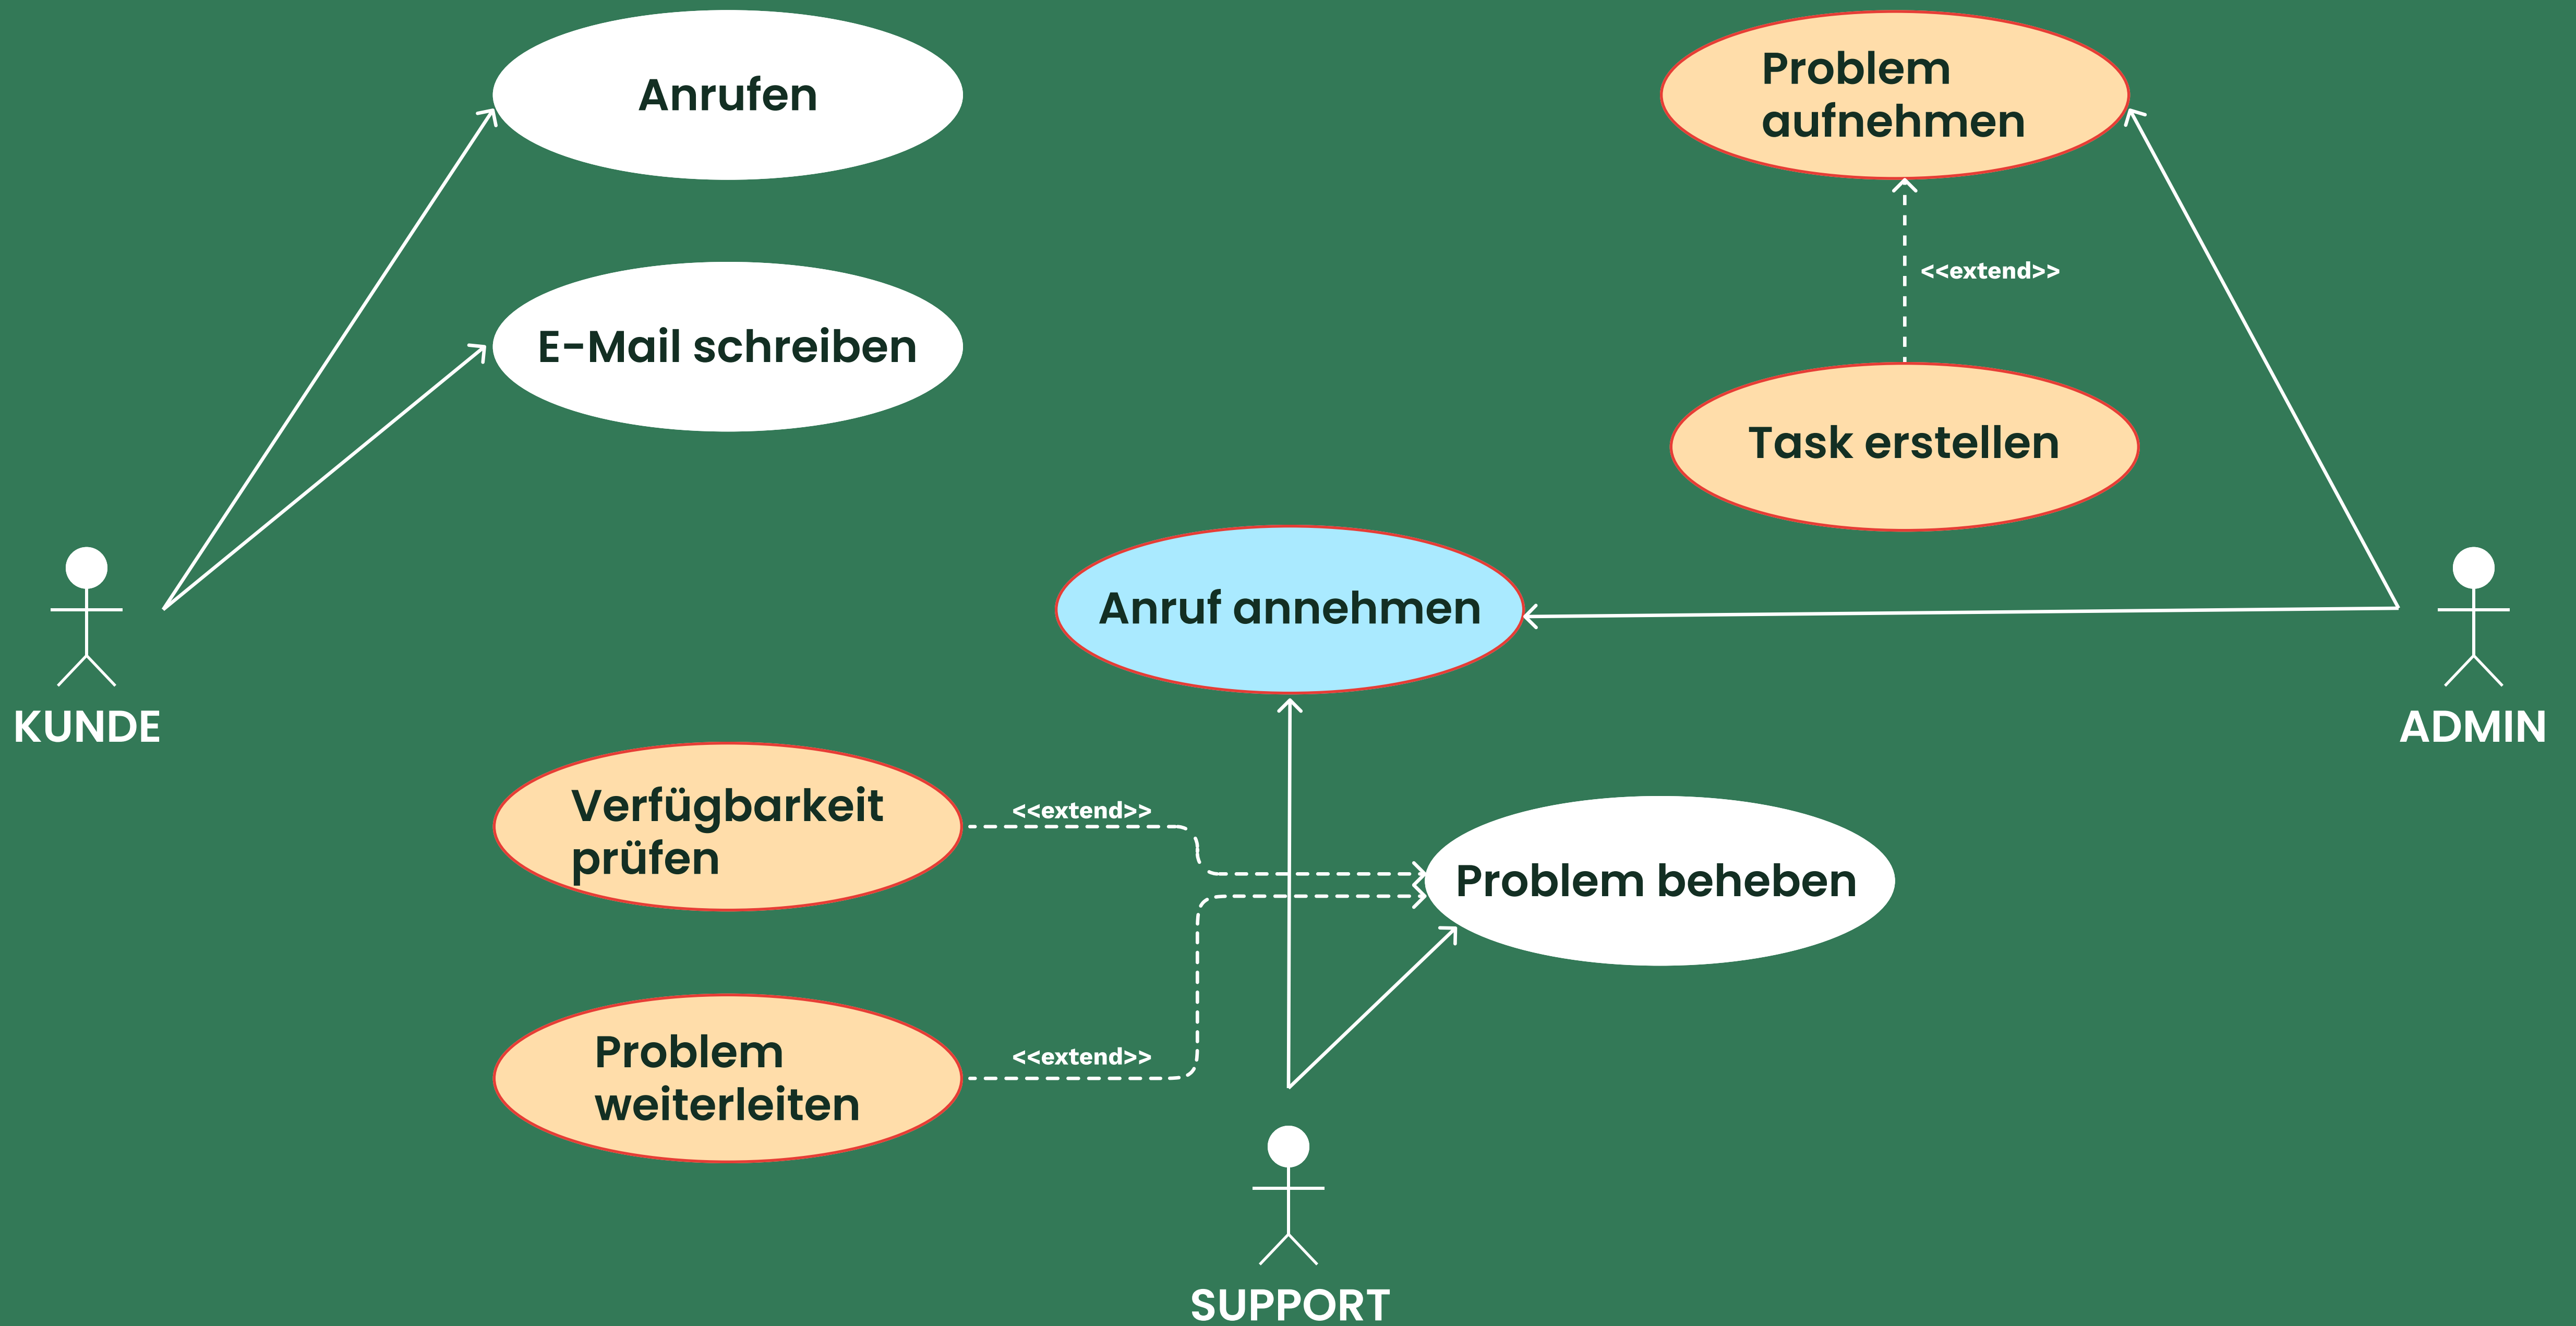 Anrufen
Problem
aufnehmen
<<extend>>
E-Mail schreiben
Task erstellen
Anruf annehmen
KUNDE
ADMIN
Verfügbarkeit
prüfen
<<extend>>
Problem beheben
Problem
weiterleiten
<<extend>>
SUPPORT